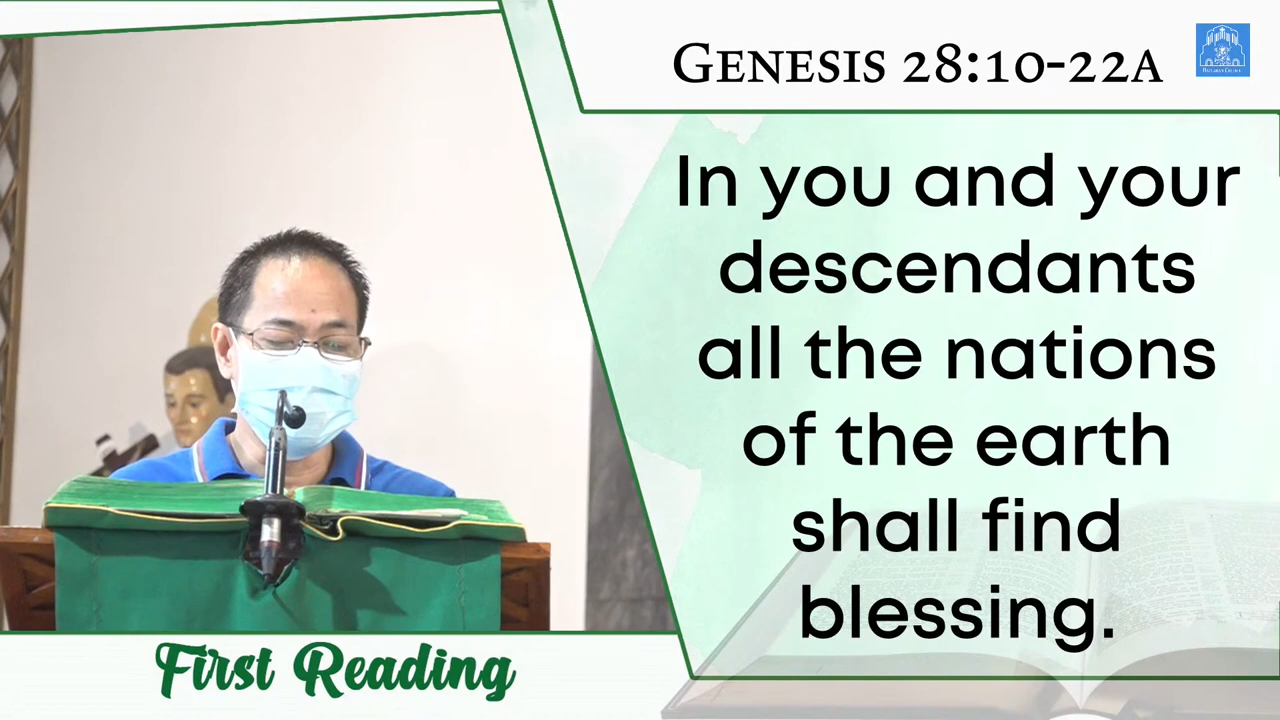 GENESIS 28:10-22A
In you and your
descendants
all the nations
of the earth
shall find
blessing.
First Reading